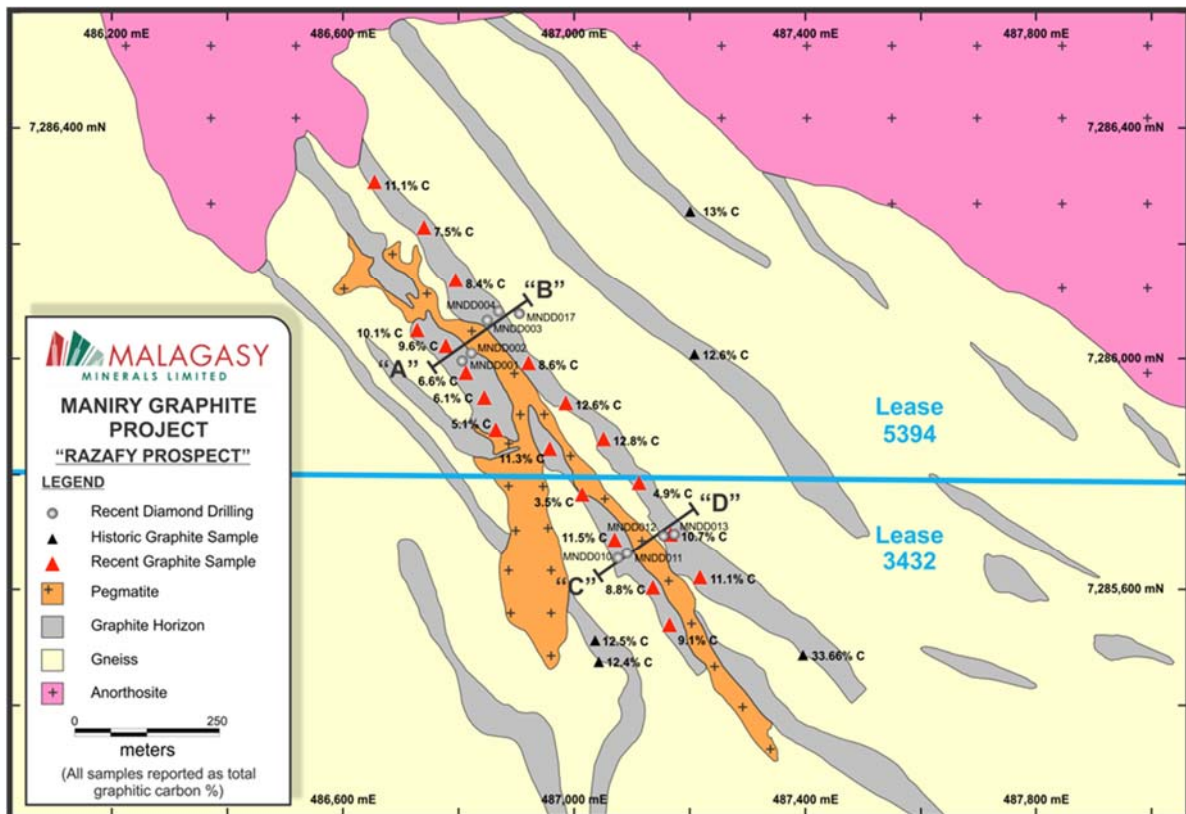 486,200 mE
486,600 mE
487,000 mE
487,400 mE
487,800 mE
7,286,400 mN
7,286,400 mN
11.1% C
13% C
7.5% C
8.4% C
"B"
MNDD004
MNDD017
MNDD003
10.1% C
9.6% C
MNDD002
12.6% C
7,286,000 mN
"A"
MNDD001
8.6% C
6.6% C
6.1% C
12.6% C
5.1% C
12.8% C
Lease
5394
11.3% C
3.5% C
4.9% C
"D"
MNDD012
MNDD013
11.5% C
10.7% C
MNDD010
MNDD011
Lease
3432
"C"
8.8% C
11.1% C
7,285,600 mN
9.1% C
12.5% C
12.4% C
33.66% C
MALAGASY
MINERALS LIMITED
MANIRY GRAPHITE
PROJECT
"RAZAFY PROSPECT"
LEGEND
Recent Diamond Drilling
Historic Graphite Sample
Recent Graphite Sample
Pegmatite
Graphite Horizon
Gneiss
Anorthosite
0 250
meters
(All samples reported as total
graphitic carbon %)
486,600 mE
487,000 mE
487,400 mE
487,800 mE